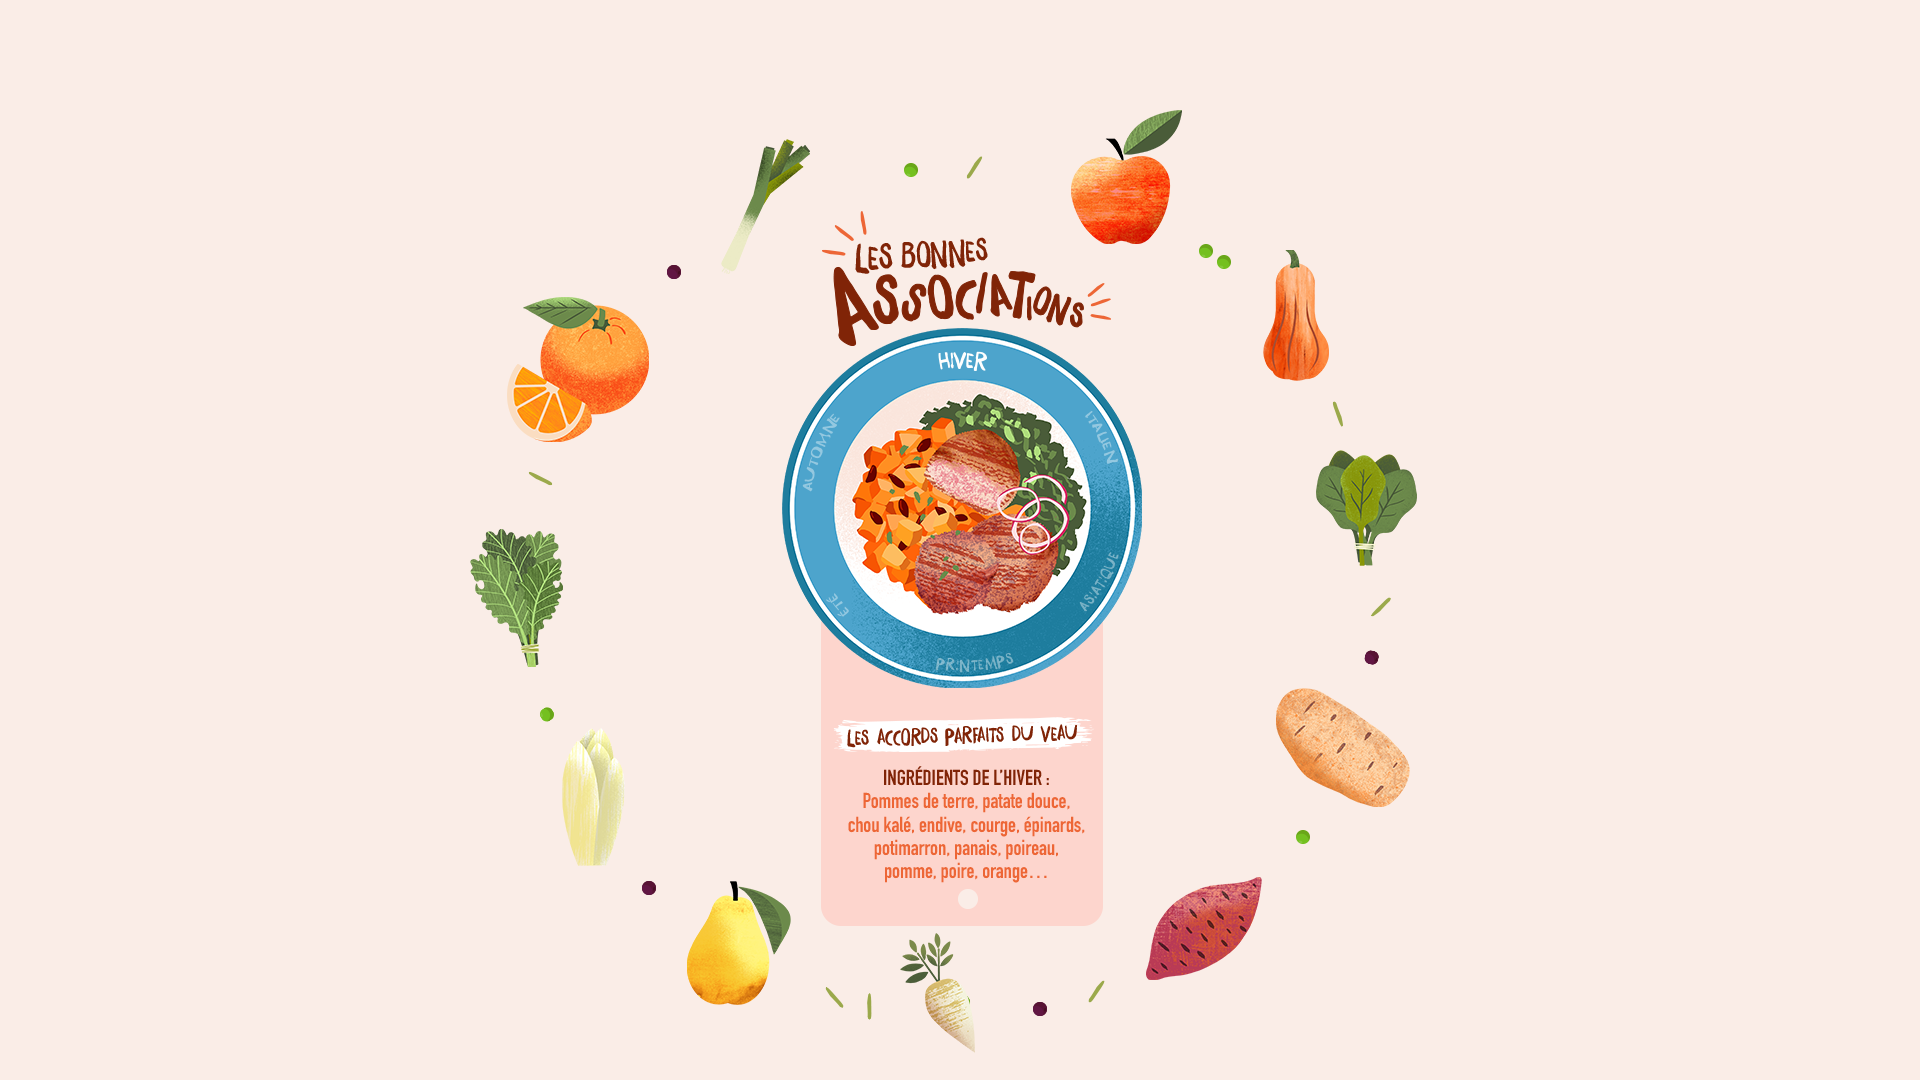 LES BONNES
ASSOCIATIONS
HIVER
AUTOMNE
ITALIEN
ÉTÉ
ASIATIQUE
PRINTEMPS
LES ACCORDS PARFAITS DU VEAU
INGRÉDIENTS DE L'HIVER :
Pommes de terre, patate douce,
chou kalé, endive, courge, épinards,
potimarron, panais, poireau,
pomme, poire, orange...